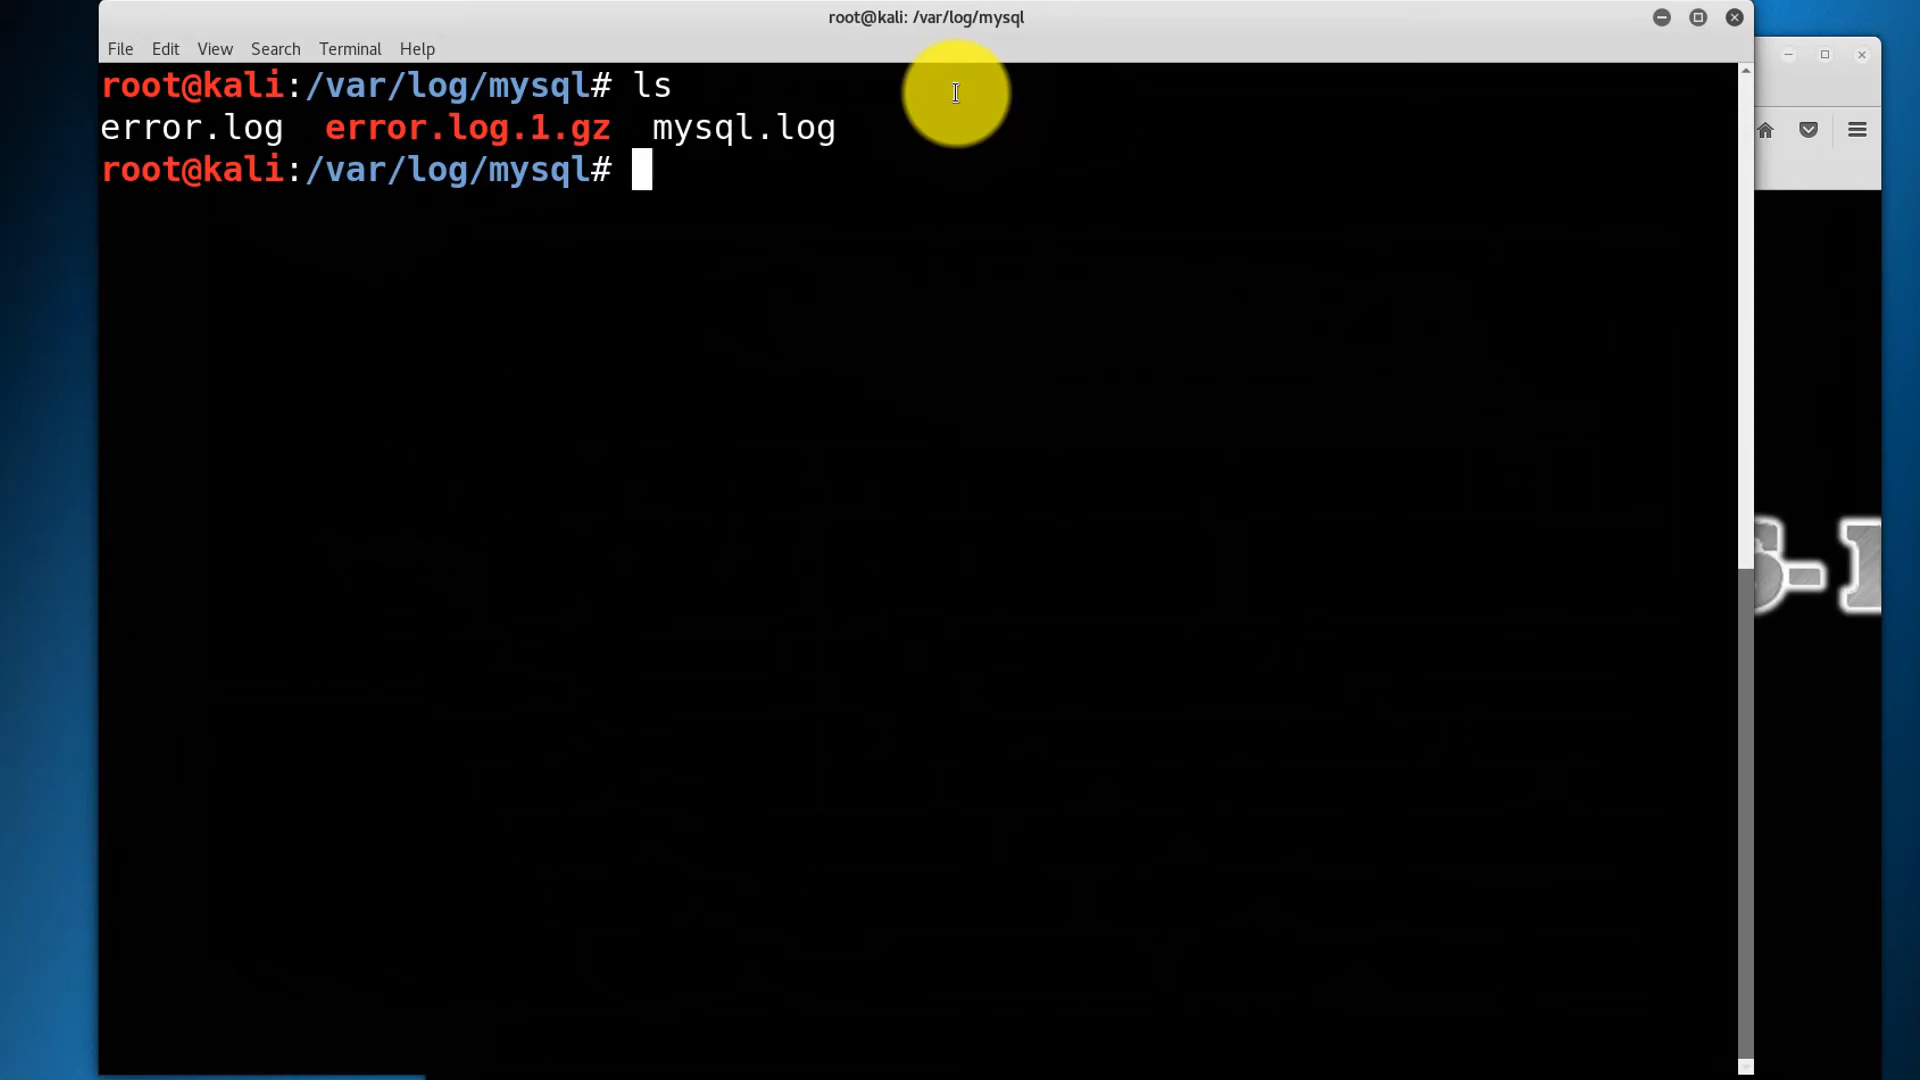 root@kali: /var/log/mysql
File Edit View Search Terminal Help
root@kali:/var/log/mysql# ls
error.log error.log.1.gz mysql.log
root@kali:/var/log/mysql#